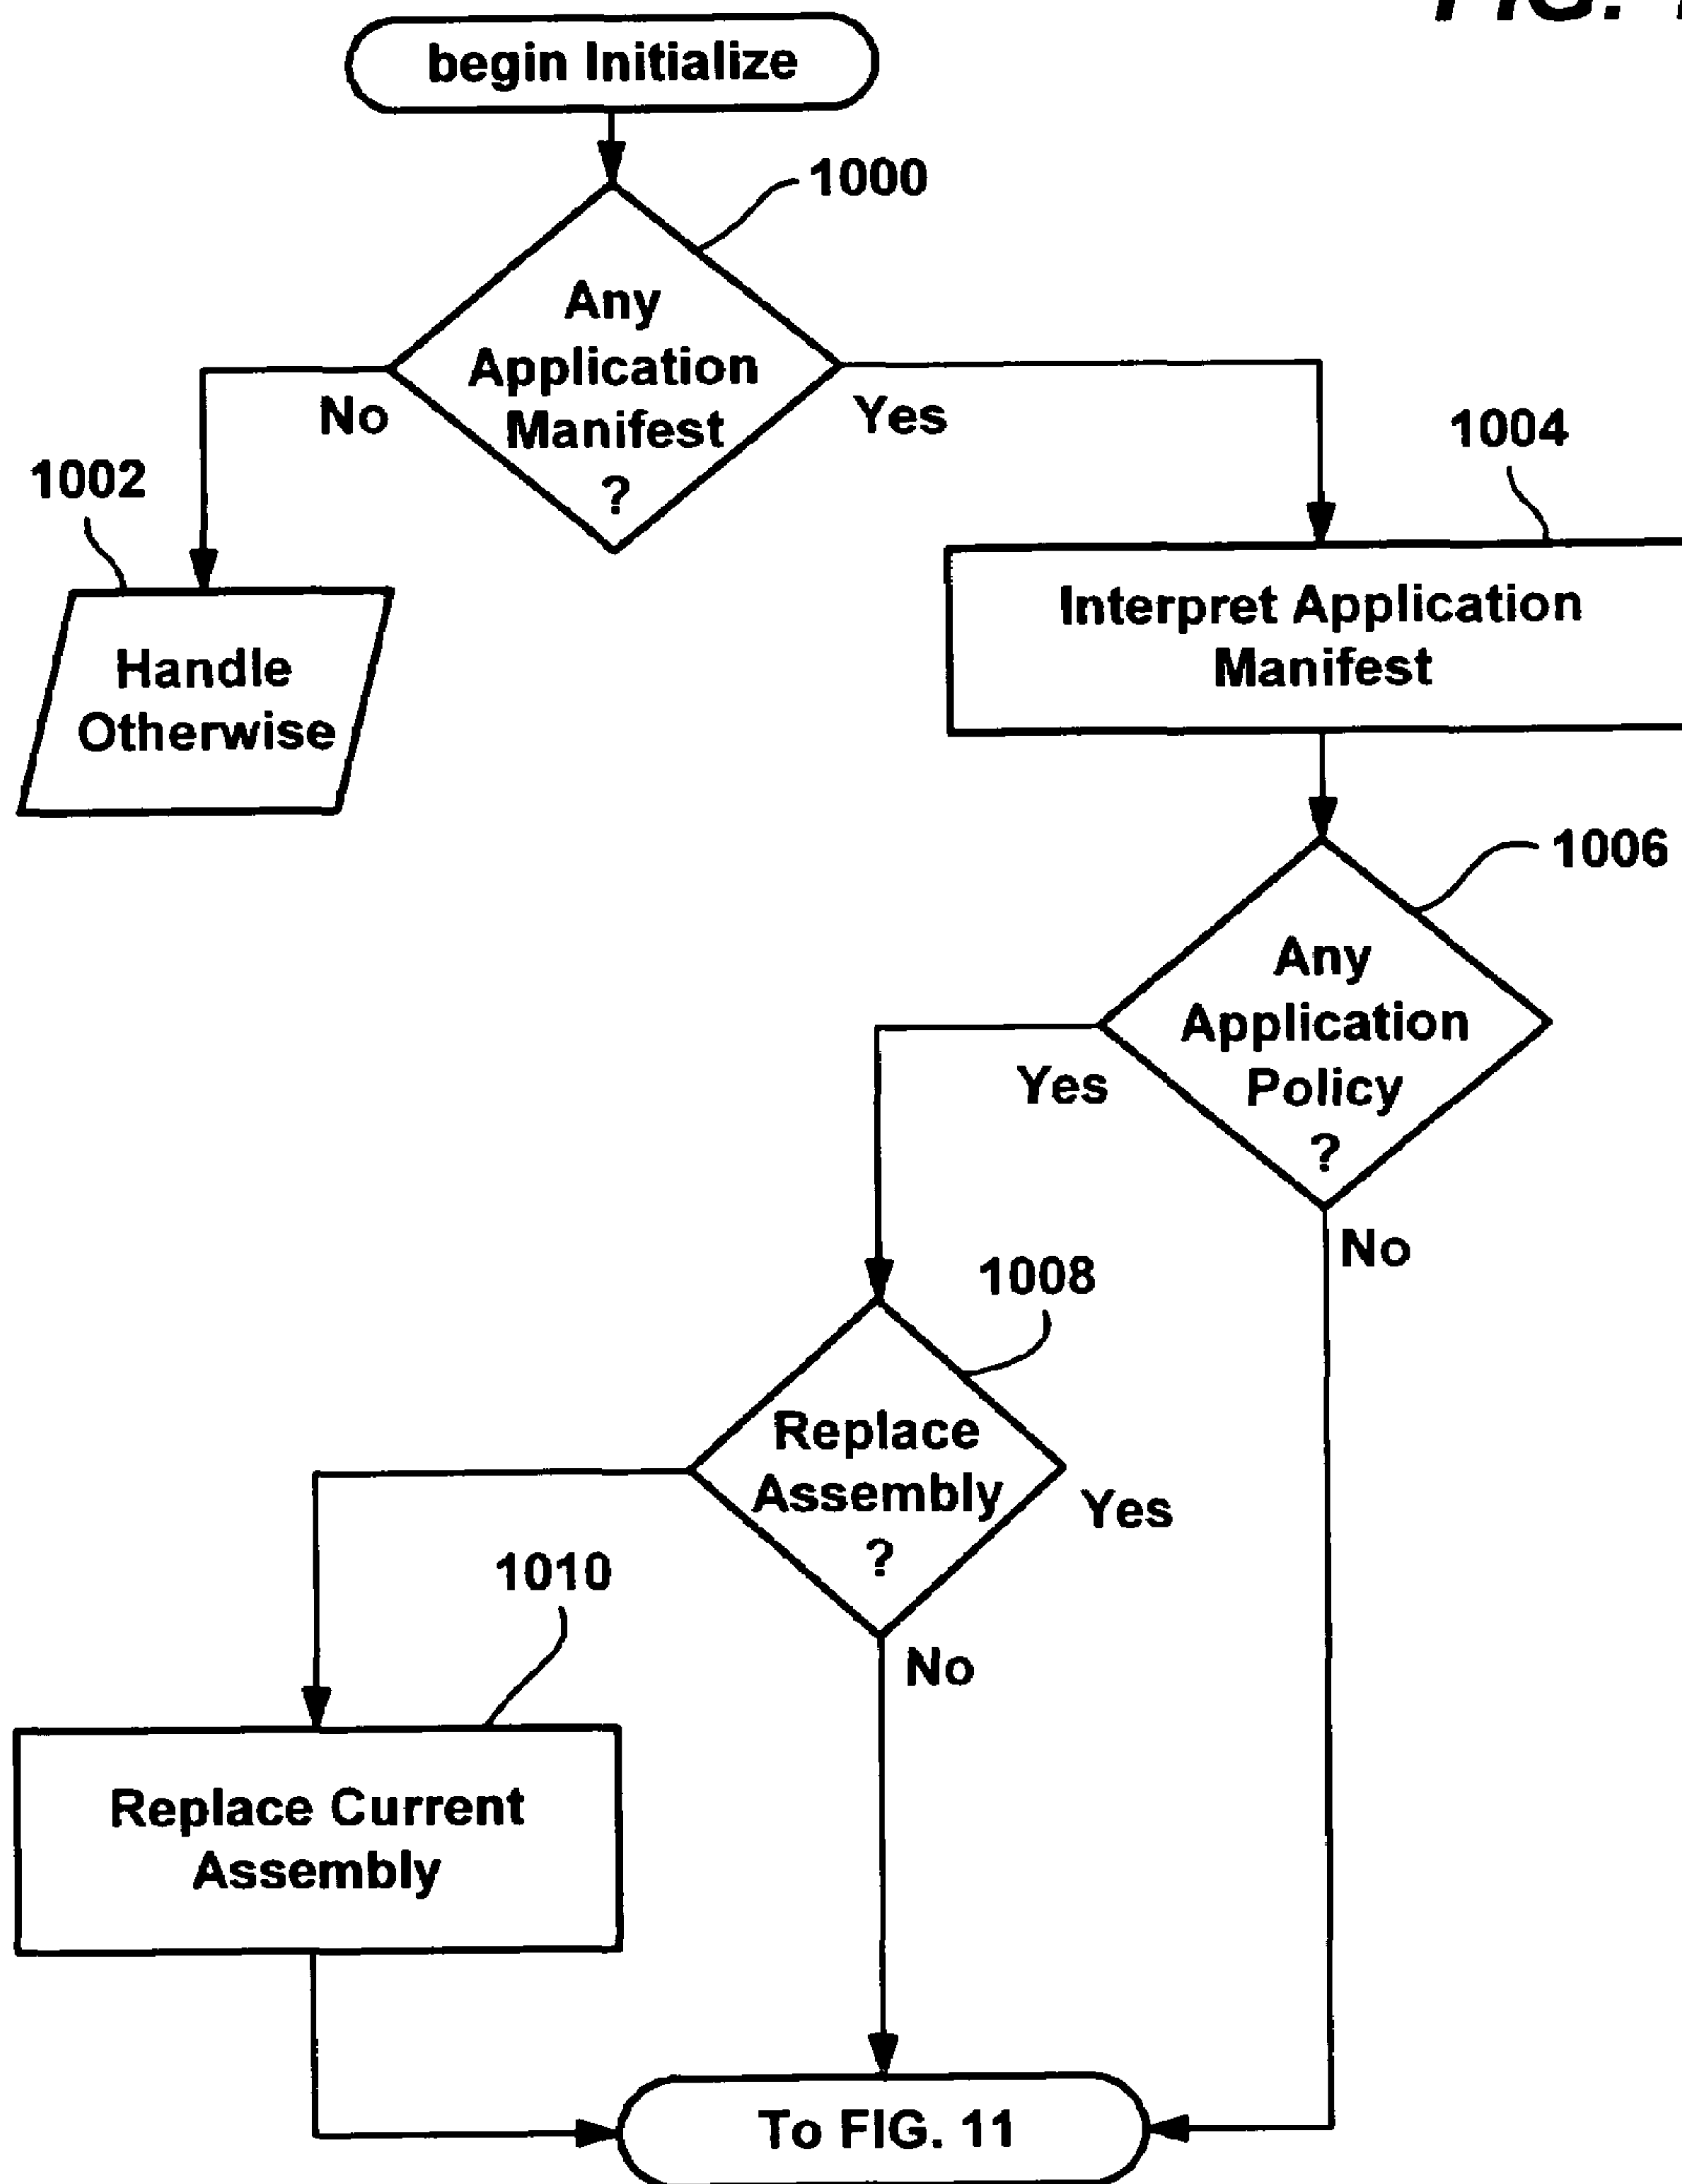 FIG.
begin Initialize
1000
Any
Application
Manifest
?
No
Yes
1002
1004
Handle
Otherwise
Interpret Application
Manifest
1006
Any
Application
Policy
?
Yes
No
1008
Replace
Assembly
?
Yes
No
1010
Replace Current
Assembly
To FIG. 11